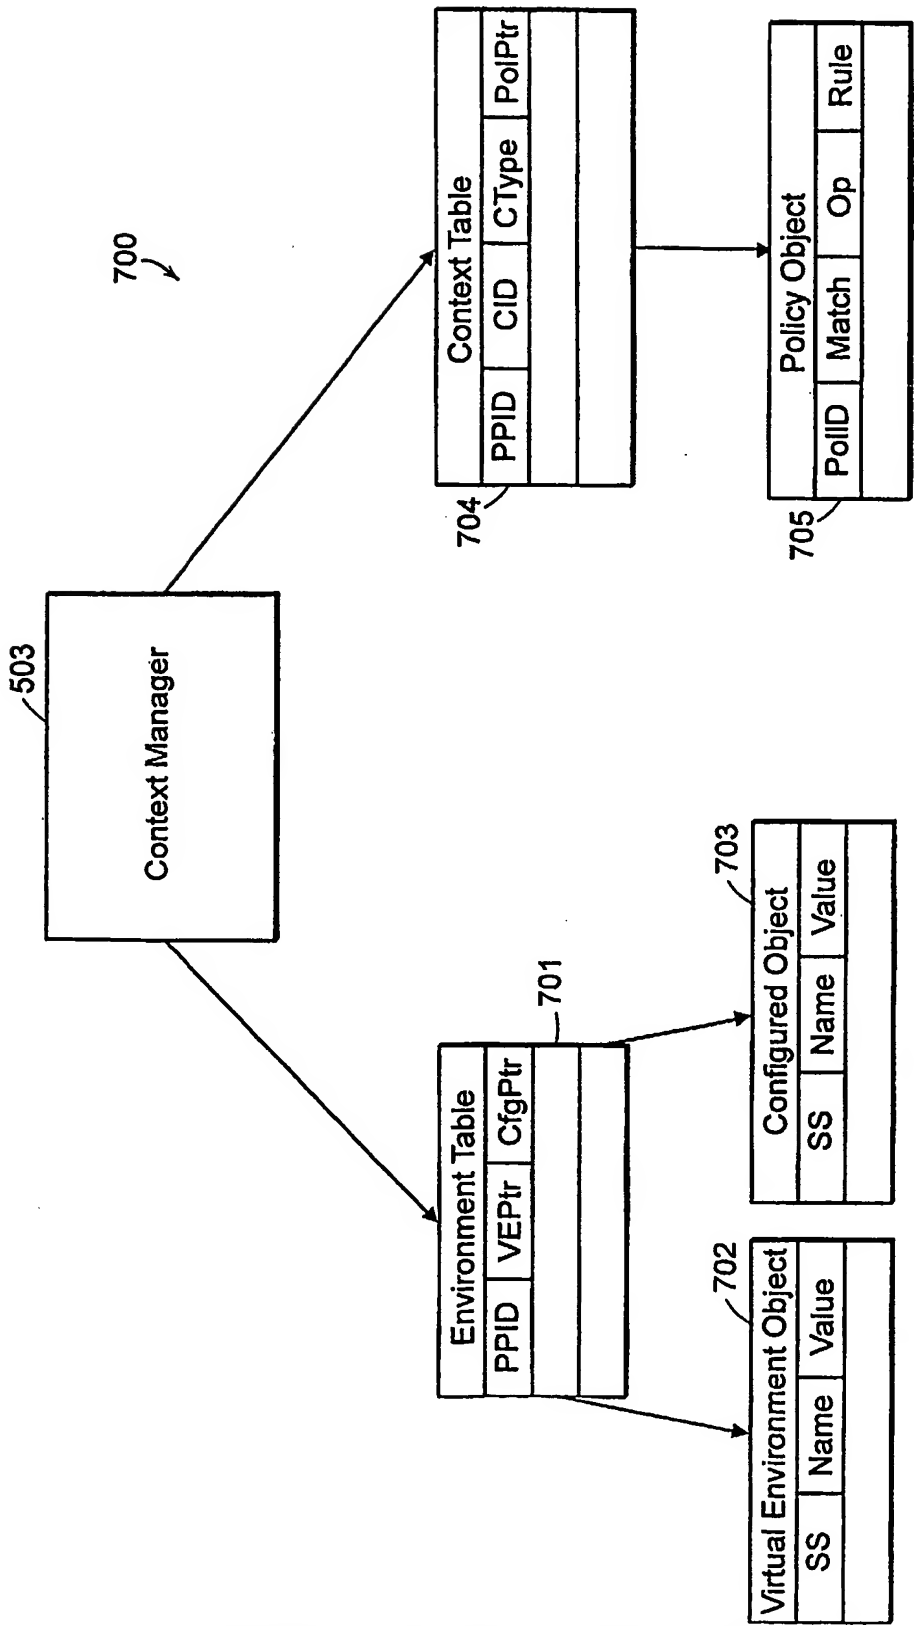 700
503
Context Manager
Environment Table
PPID VEPtr CfgPtr
701
Context Table
PPID CID CType PolPtr
704
Virtual Environment Object
SS Name Value
702
Configured Object
SS Name Value
703
Policy Object
PolID Match Op Rule
705